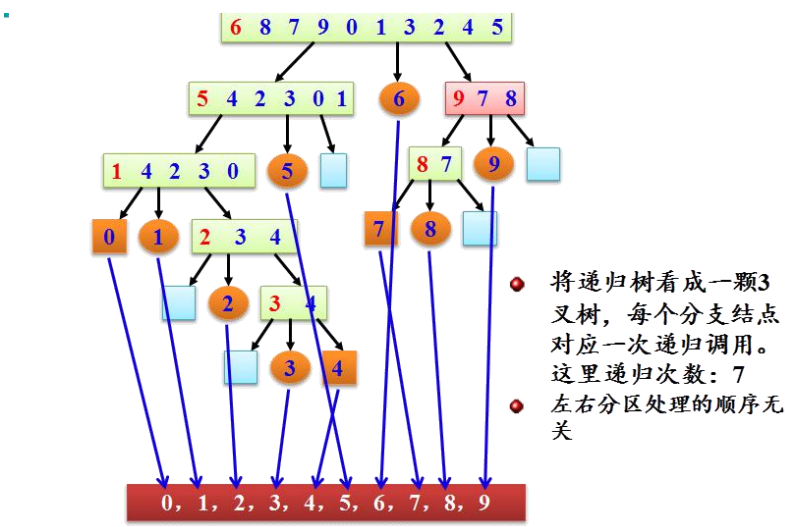 6 8 7 9 0 1 3 2 4 5
5 4 2 3 0 1
6
9 7 8
1 4 2 3 0
5
8 7
9
0
1
2 3 4
7
8
2
3 4
3
4
将递归树看成一颗3
叉树，每个分支结点
对应一次递归调用。
这里递归次数：7
左右分区处理的顺序无
关
0，1，2，3，4，5，6，7，8，9